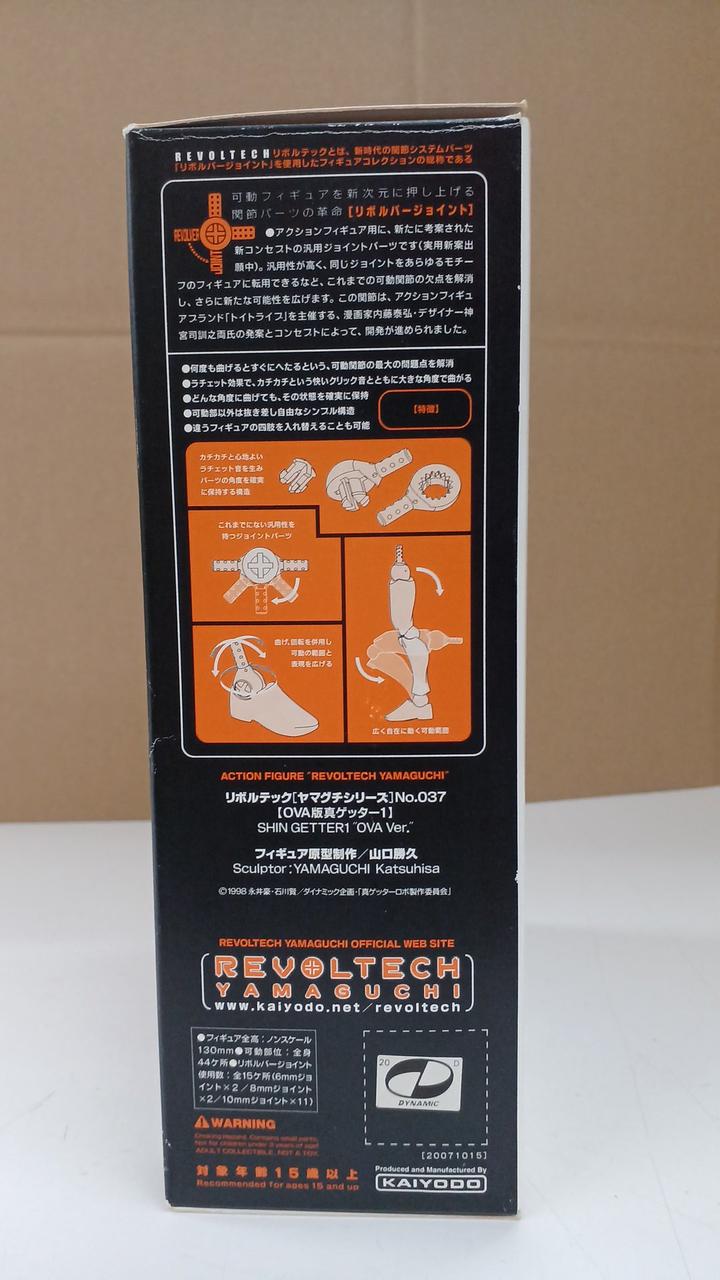 REVOLTECHリボルテックとは、新時代の関節システムパーツ
「リボルバージョイント」を使用したフィギュアコレクションの総称である
REVOLVER
JOINT
可動フィギュアを新次元に押し上げる
関節パーツの革命【リボルバージョイント】
●アクションフィギュア用に、新たに考案された
新コンセプトの汎用ジョイントパーツです(実用新案出
願中)。汎用性が高く、同じジョイントをあらゆるモチー
フのフィギュアに転用できるなど、これまでの可動関節の欠点を解消
し、さらに新たな可能性を広げます。この関節は、アクションフィギュ
アブランド「トイトライブ」を主催する、漫画家内藤泰弘・デザイナー神
宮司訓之両氏の発案とコンセプトによって、開発が進められました。
●何度も曲げるとすぐにへたるという、可動関節の最大の問題点を解消
●ラチェット効果で、カチカチという快いクリック音とともに大きな角度で曲がる
●どんな角度に曲げても、その状態を確実に保持
●可動部以外は抜き差し自由なシンプル構造
●違うフィギュアの四肢を入れ替えることも可能
【特徴】
カチカチと心地よい
ラチェット音を生み
パーツの角度を確実
に保持する構造
これまでにない汎用性を
持つジョイントパーツ
曲げ、回転を併用し
可動の範囲と
表現を広げる
広く自在に動く可動範囲
ACTION FIGURE "REVOLTECH YAMAGUCHI"
リボルテック[ヤマグチシリーズ]No.037
【OVA版真ゲッター1】
SHIN GETTER1 "OVA Ver."
フィギュア原型制作／山口勝久
Sculptor:YAMAGUCHI Katsuhisa
©1998 永井豪・石川賢／ダイナミック企画・「真ゲッターロボ製作委員会」
REVOLTECH YAMAGUCHI OFFICIAL WEB SITE
REVOLTECH
YAMAGUCHI
www.kaiyodo.net/revoltech
●フィギュア全高：ノンスケール
130mm●可動部位：全身
44ケ所●リボルバージョイント
使用数：全15ケ所(6mmジョ
イント×2／8mmジョイント
×2／10mmジョイント×11)
20 D
DYNAMIC
WARNING
Choking Hazard. Contains small parts.
Not for children under 3 years of age!
ADULT COLLECTIBLE, NOT A TOY.
対象年齢15歳以上
Recommended for ages 15 and up
[20071015]
Produced and Manufactured By
KAIYODO